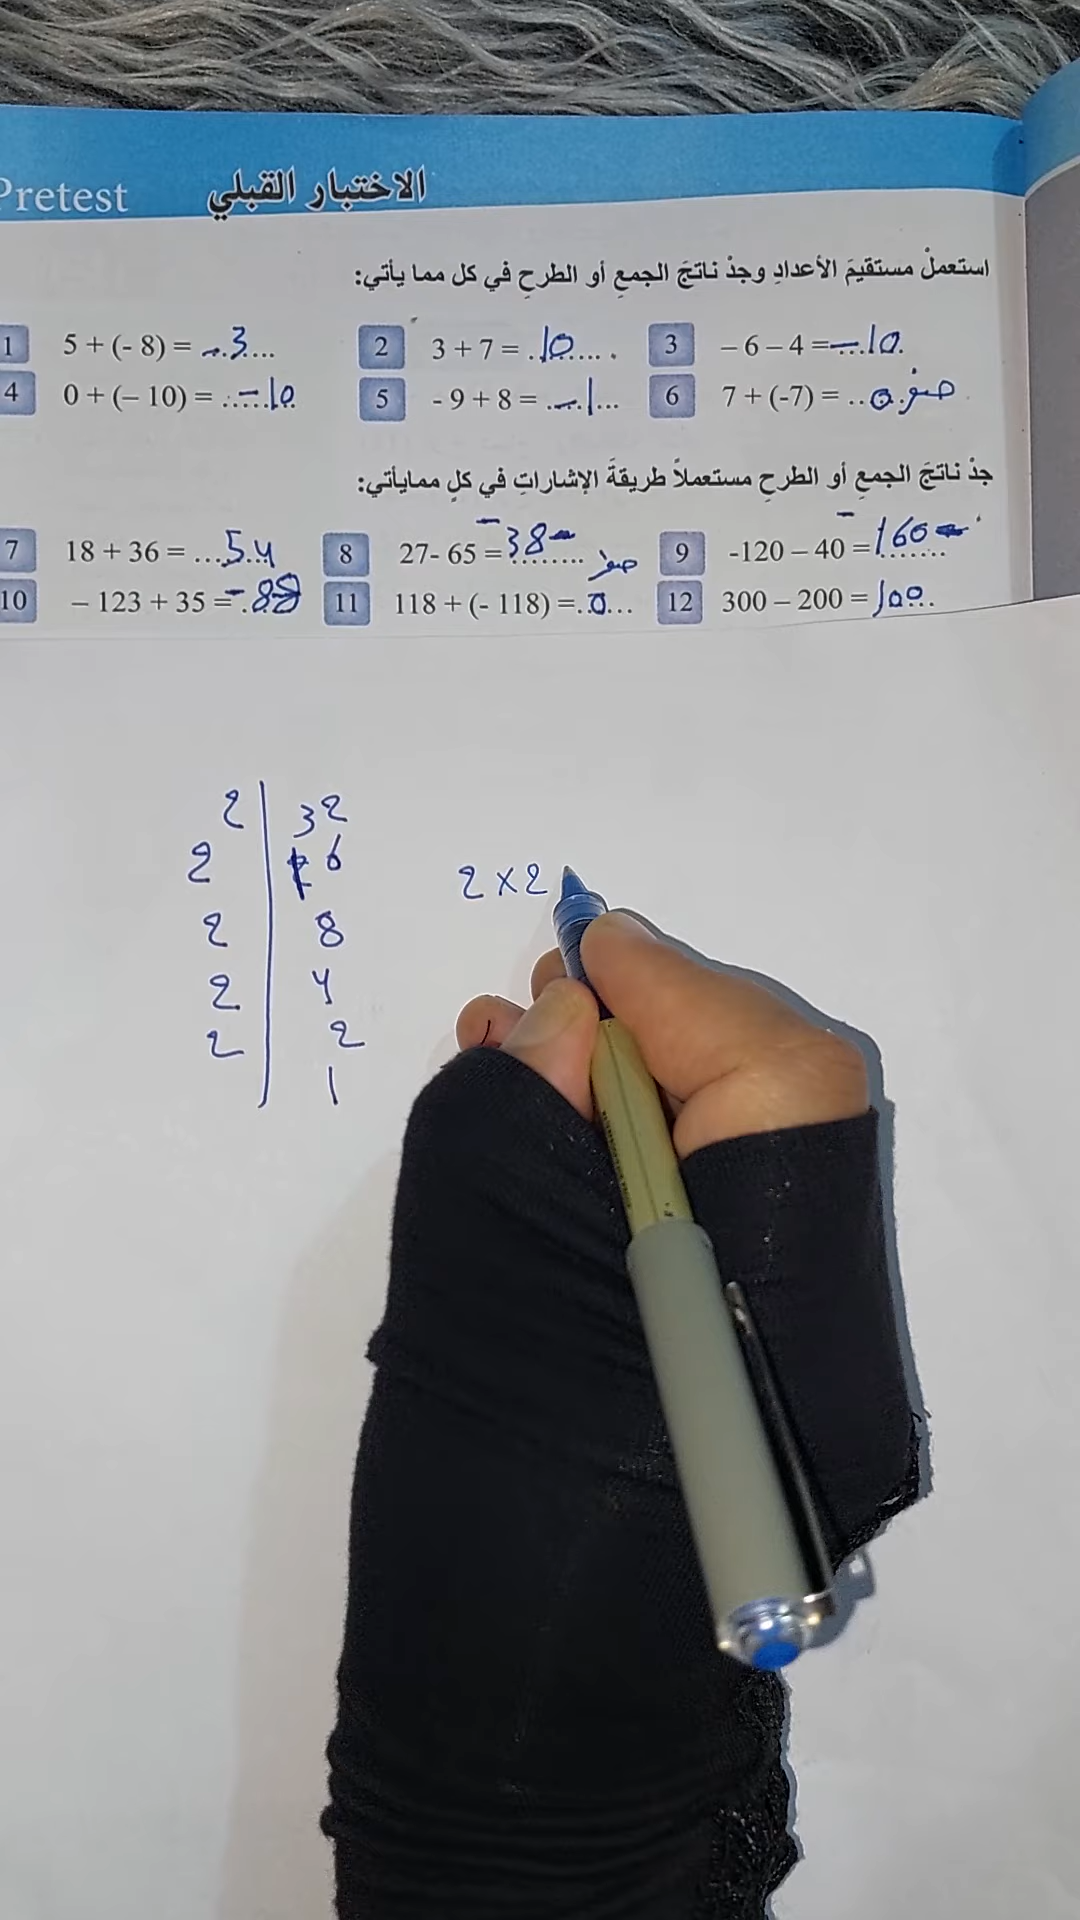 Pretest الاختبار القبلي
استعملْ مستقيمَ الأعدادِ وجدْ ناتجَ الجمعِ أو الطرحِ في كل مما يأتي:
1 5 + (- 8) = -3 2 3 + 7 = 10 3 – 6 – 4 = -10
4 0 + (– 10) = -10 5 - 9 + 8 = -1 6 7 + (-7) = 0 صفر
جدْ ناتجَ الجمعِ أو الطرحِ مستعملاً طريقةَ الإشاراتِ في كلٍ ممايأتي:
7 18 + 36 = 54 8 27- 65 = -38 9 -120 – 40 = -160
10 – 123 + 35 = -88 11 118 + (- 118) = 0 صفر 12 300 – 200 = 100
2 | 32
2 | 16
2 | 8
2 | 4
2 | 2
| 1
2 × 2